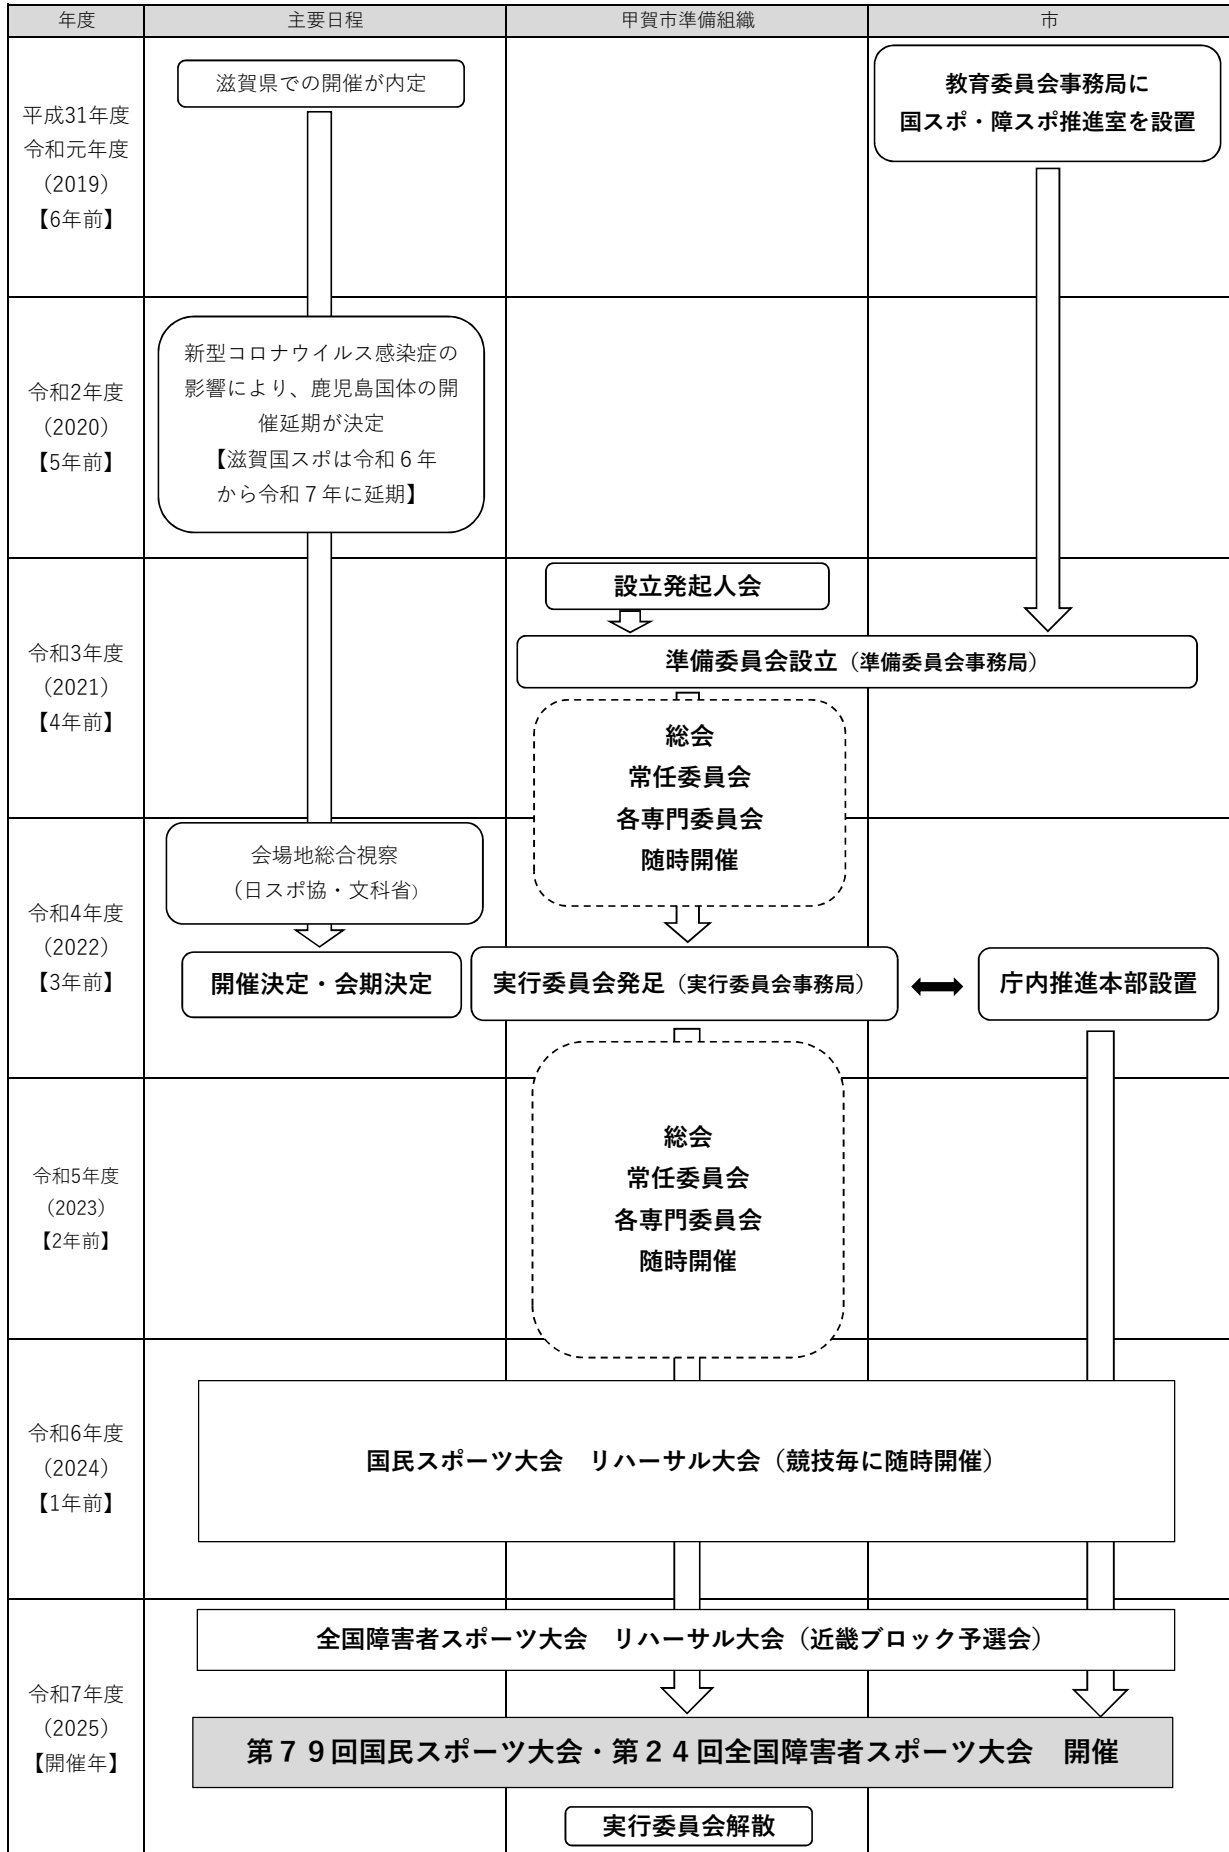 年度
主要日程
甲賀市準備組織
市
平成31年度
令和元年度
（2019）
【6年前】
滋賀県での開催が内定
教育委員会事務局に
国スポ・障スポ推進室を設置
令和2年度
（2020）
【5年前】
新型コロナウイルス感染症の
影響により、鹿児島国体の開
催延期が決定
【滋賀国スポは令和６年
から令和７年に延期】
令和3年度
（2021）
【4年前】
設立発起人会
準備委員会設立（準備委員会事務局）
総会
常任委員会
各専門委員会
随時開催
令和4年度
（2022）
【3年前】
会場地総合視察
（日スポ協・文科省）
開催決定・会期決定
実行委員会発足（実行委員会事務局）
庁内推進本部設置
令和5年度
（2023）
【2年前】
総会
常任委員会
各専門委員会
随時開催
令和6年度
（2024）
【1年前】
国民スポーツ大会　リハーサル大会（競技毎に随時開催）
令和7年度
（2025）
【開催年】
全国障害者スポーツ大会　リハーサル大会（近畿ブロック予選会）
第７９回国民スポーツ大会・第２４回全国障害者スポーツ大会　開催
実行委員会解散